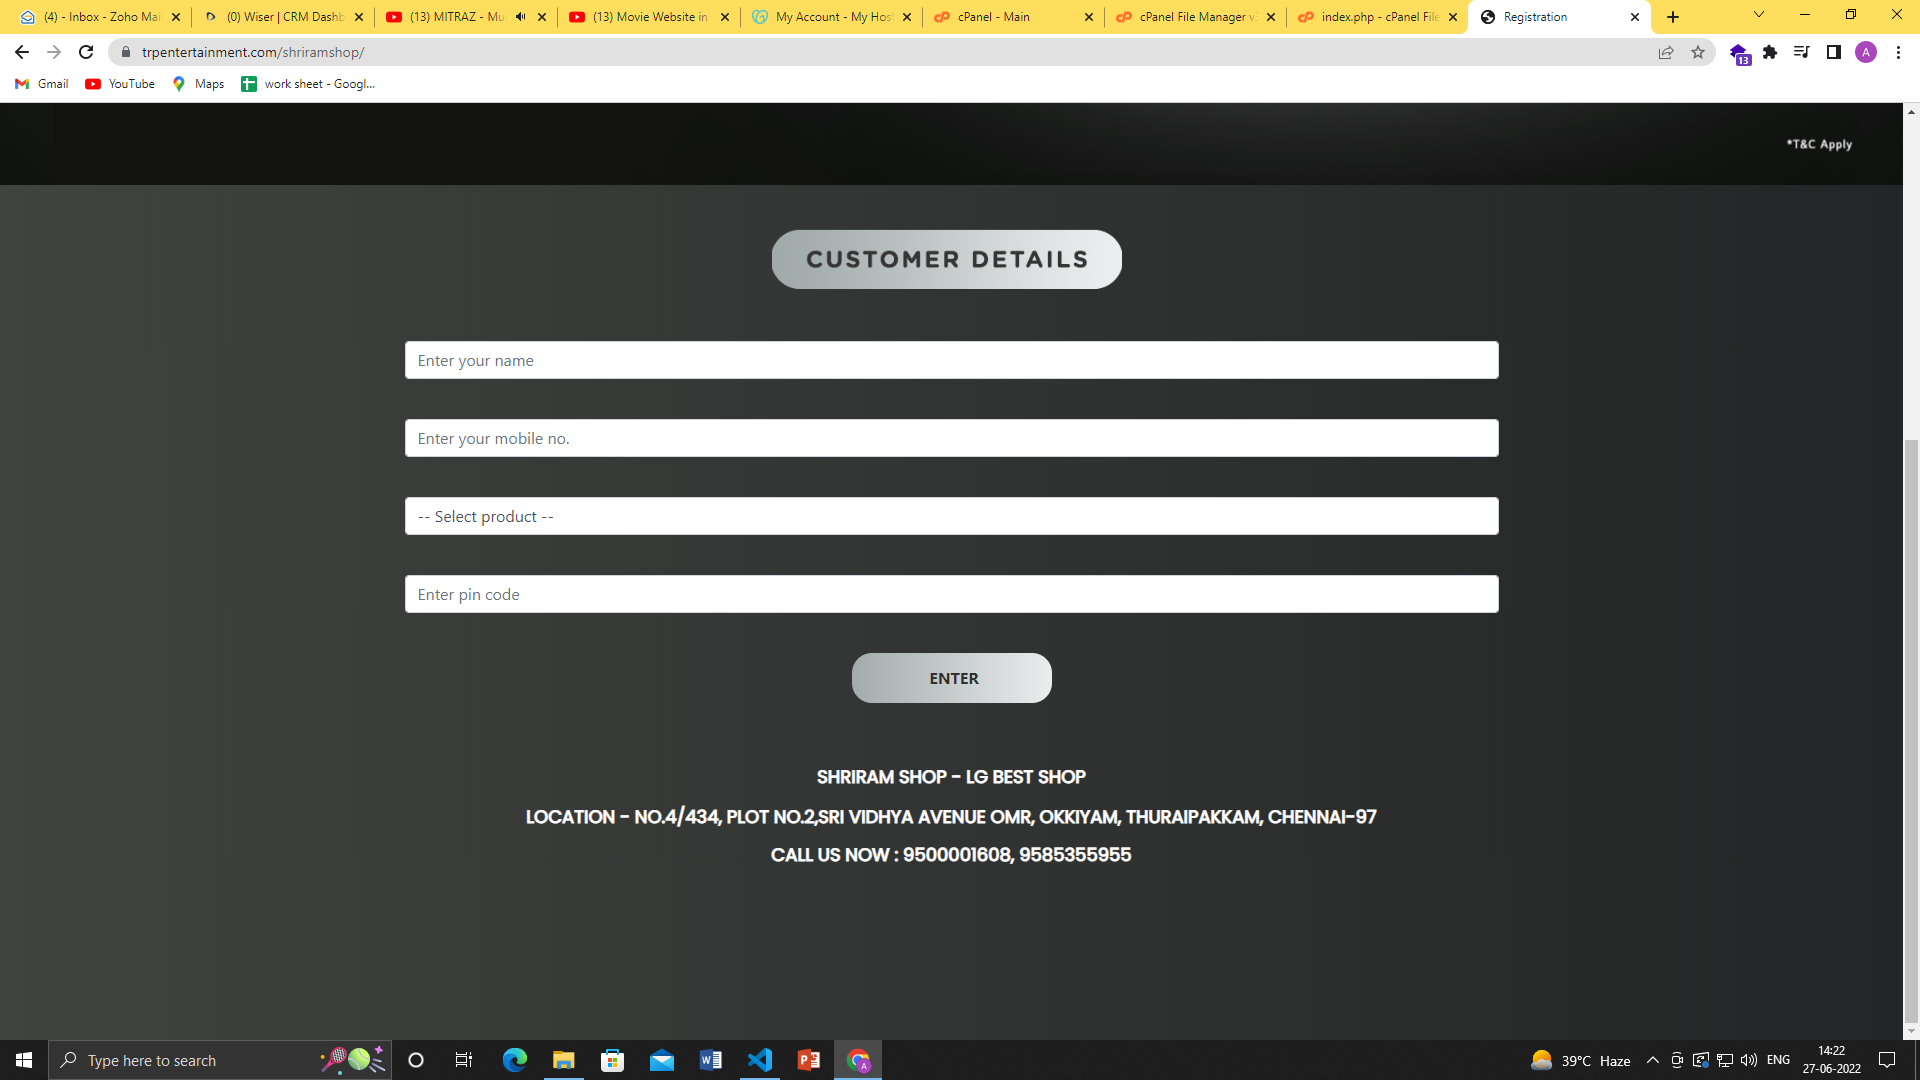 (4) - Inbox - Zoho Mai
(0) Wiser | CRM Dashb
(13) MITRAZ - Mu
(13) Movie Website in
My Account - My Hos
cPanel - Main
cPanel File Manager v
index.php - cPanel File
Registration
trpentertainment.com/shriramshop/
13
A
Gmail
YouTube
Maps
work sheet - Googl...
*T&C Apply
CUSTOMER DETAILS
Enter your name
Enter your mobile no.
-- Select product --
Enter pin code
ENTER
SHRIRAM SHOP - LG BEST SHOP
LOCATION - NO.4/434, PLOT NO.2,SRI VIDHYA AVENUE OMR, OKKIYAM, THURAIPAKKAM, CHENNAI-97
CALL US NOW : 9500001608, 9585355955
Type here to search
39°C Haze
ENG
14:22
27-06-2022